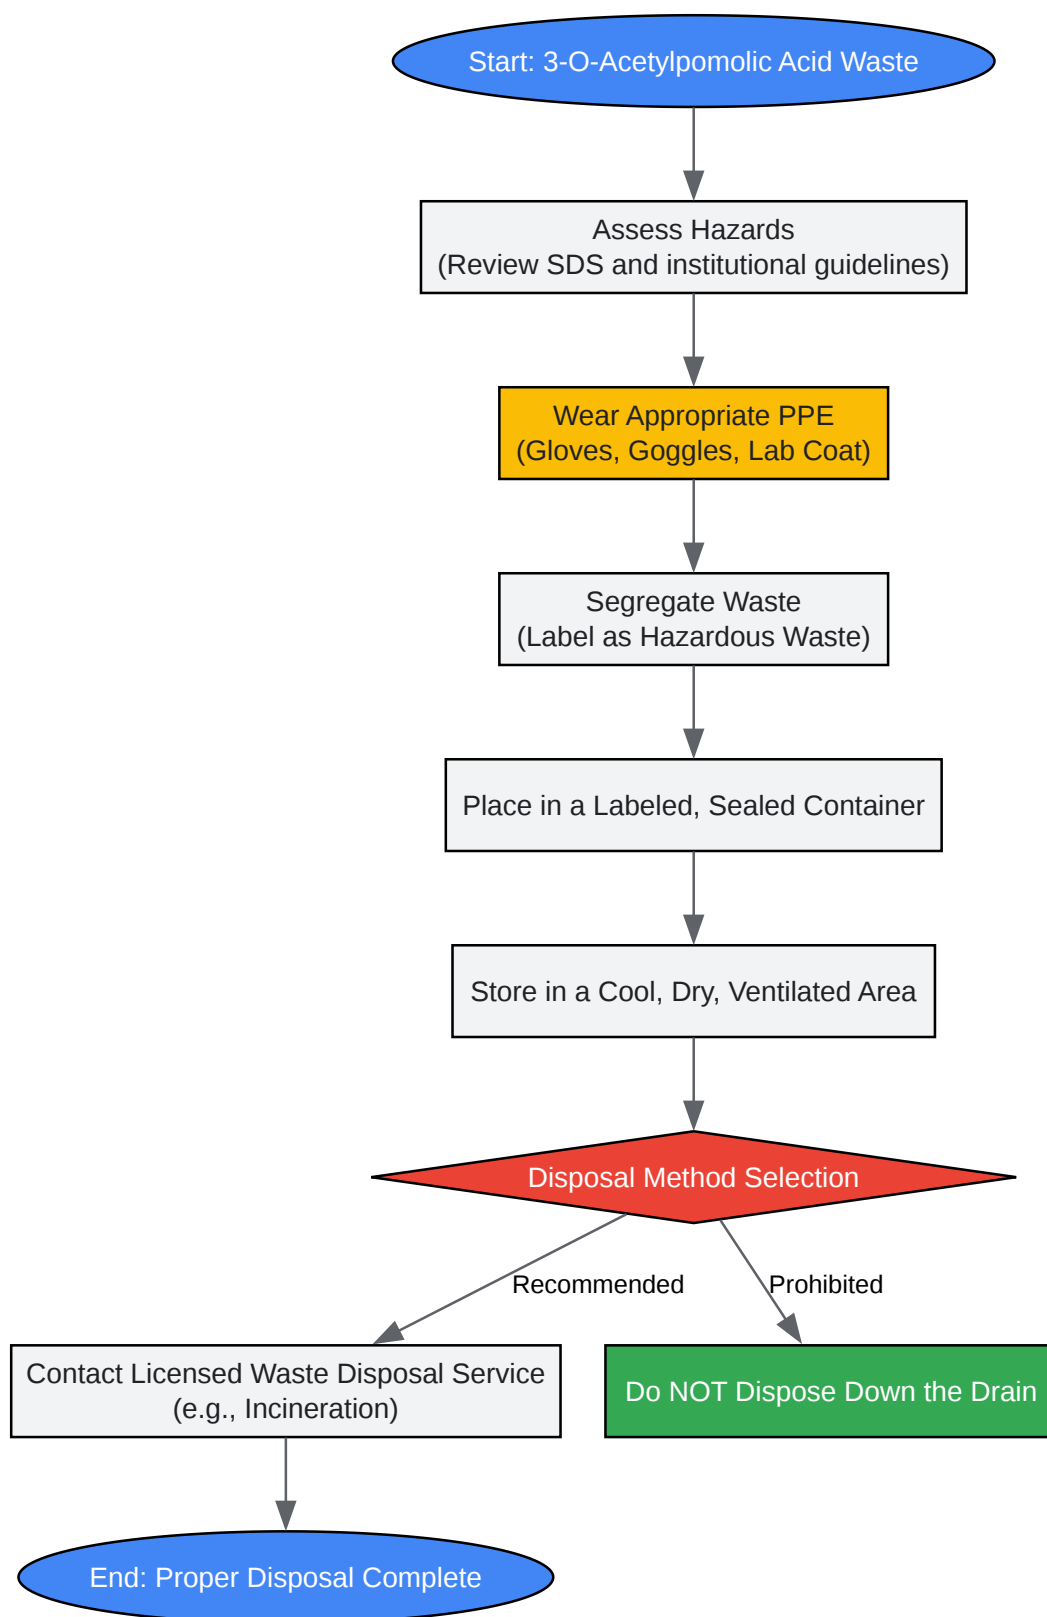 Start: 3-O-Acetylpomolic Acid Waste
Assess Hazards
(Review SDS and institutional guidelines)
Wear Appropriate PPE
(Gloves, Goggles, Lab Coat)
Segregate Waste
(Label as Hazardous Waste)
Place in a Labeled, Sealed Container
Store in a Cool, Dry, Ventilated Area
Disposal Method Selection
Recommended
Prohibited
Contact Licensed Waste Disposal Service
(e.g., Incineration)
Do NOT Dispose Down the Drain
End: Proper Disposal Complete